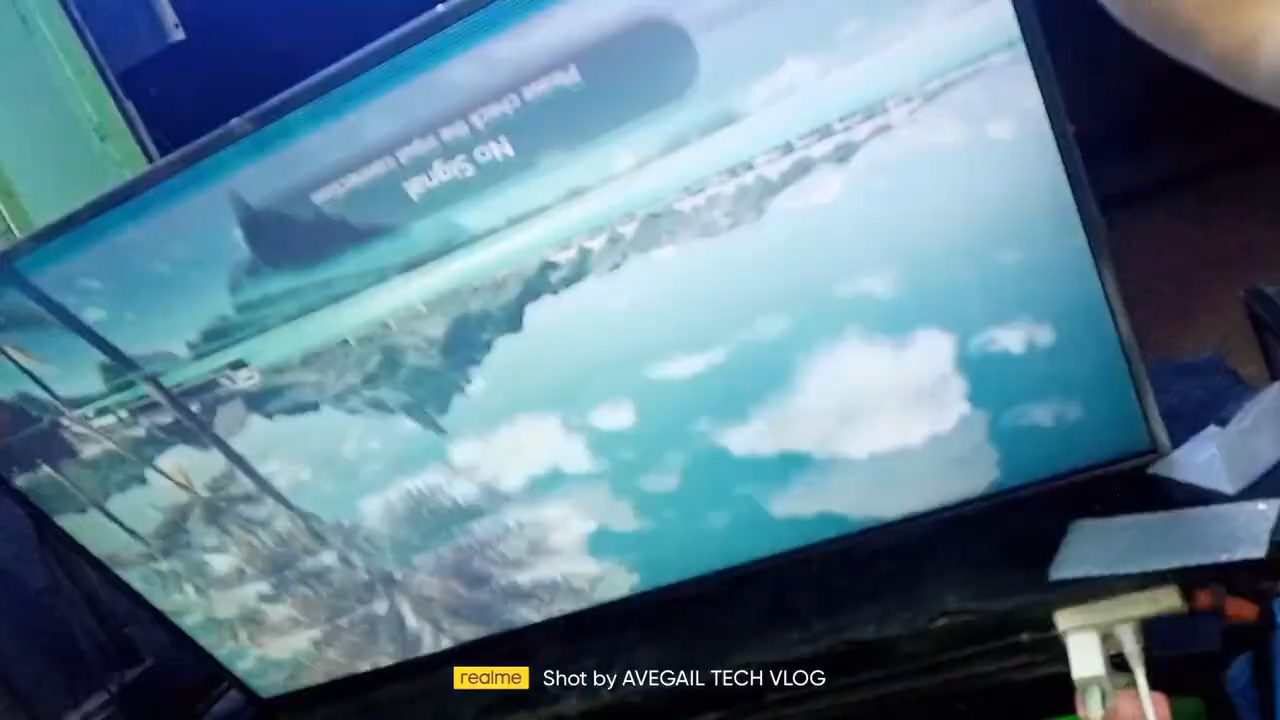 No Signal
Please check the input connection
realme Shot by AVEGAIL TECH VLOG